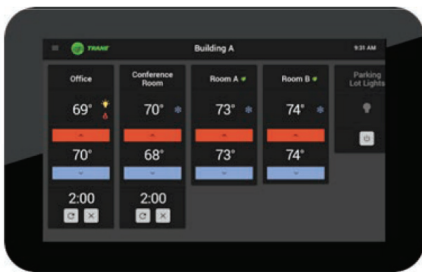 TRANE
Building A
9:31 AM
Office
69°
70°
2:00
Conference
Room
70°
68°
2:00
Room A
73°
73°
Room B
74°
74°
Parking
Lot Lights